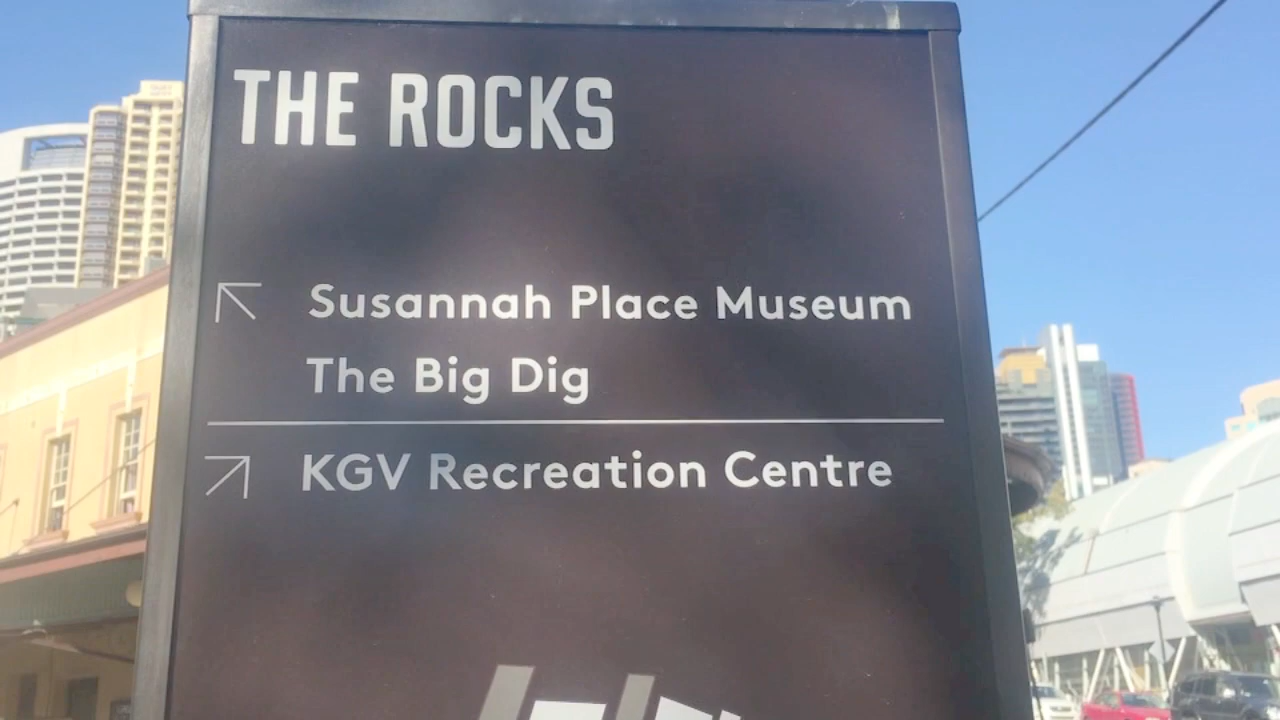 THE ROCKS
Susannah Place Museum
The Big Dig
KGV Recreation Centre